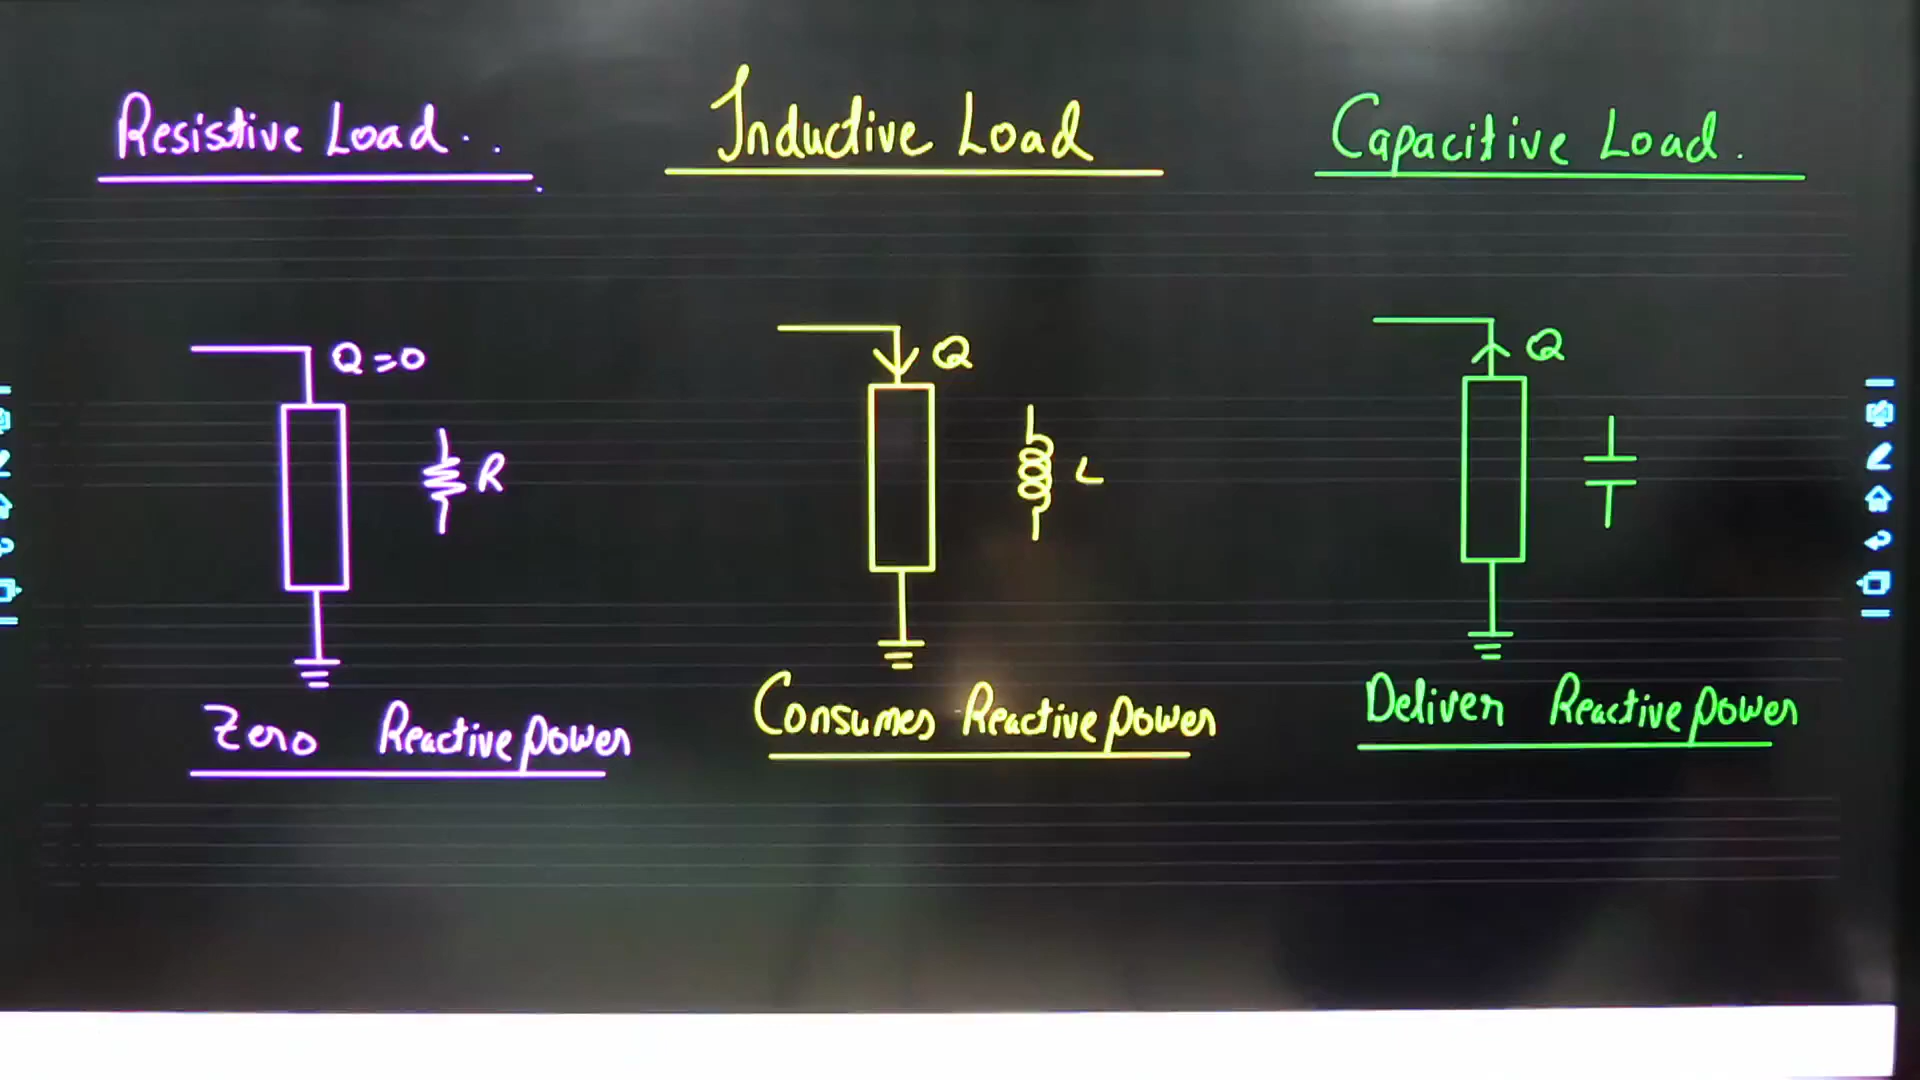 Resistive Load
Inductive Load
Capacitive Load.
Q=0
Q
Q
R
L
Zero Reactive power
Consumes Reactive power
Deliver Reactive power